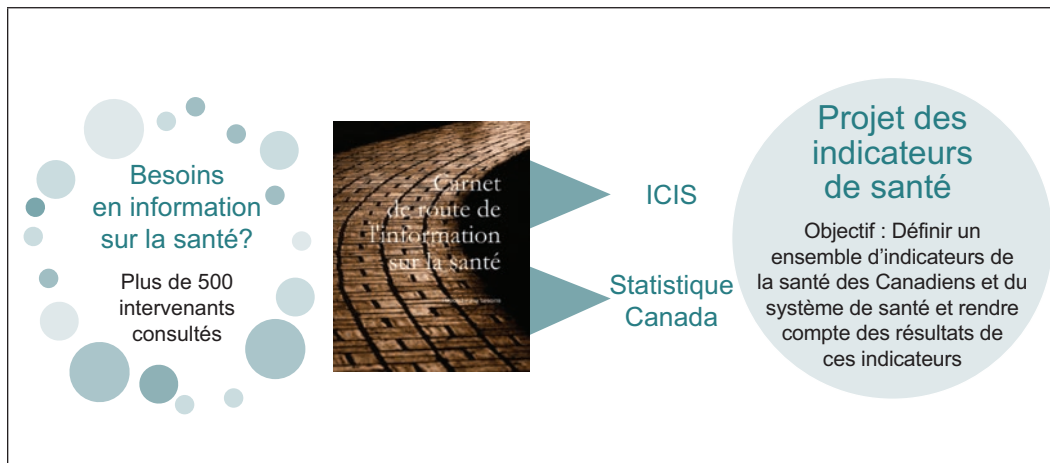 Besoins
en information
sur la santé?
Plus de 500
intervenants
consultés
Carnet
de route de
l'information
sur la santé
ICIS
Statistique
Canada
Projet des
indicateurs
de santé
Objectif : Définir un
ensemble d’indicateurs de
la santé des Canadiens et du
système de santé et rendre
compte des résultats de
ces indicateurs